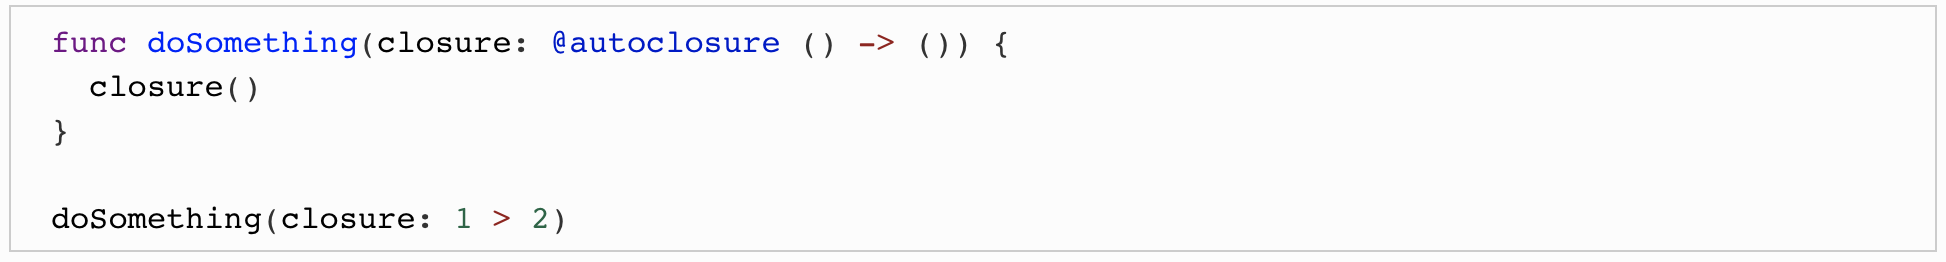 func doSomething(closure: @autoclosure () -> ()) {
  closure()
}
doSomething(closure: 1 > 2)